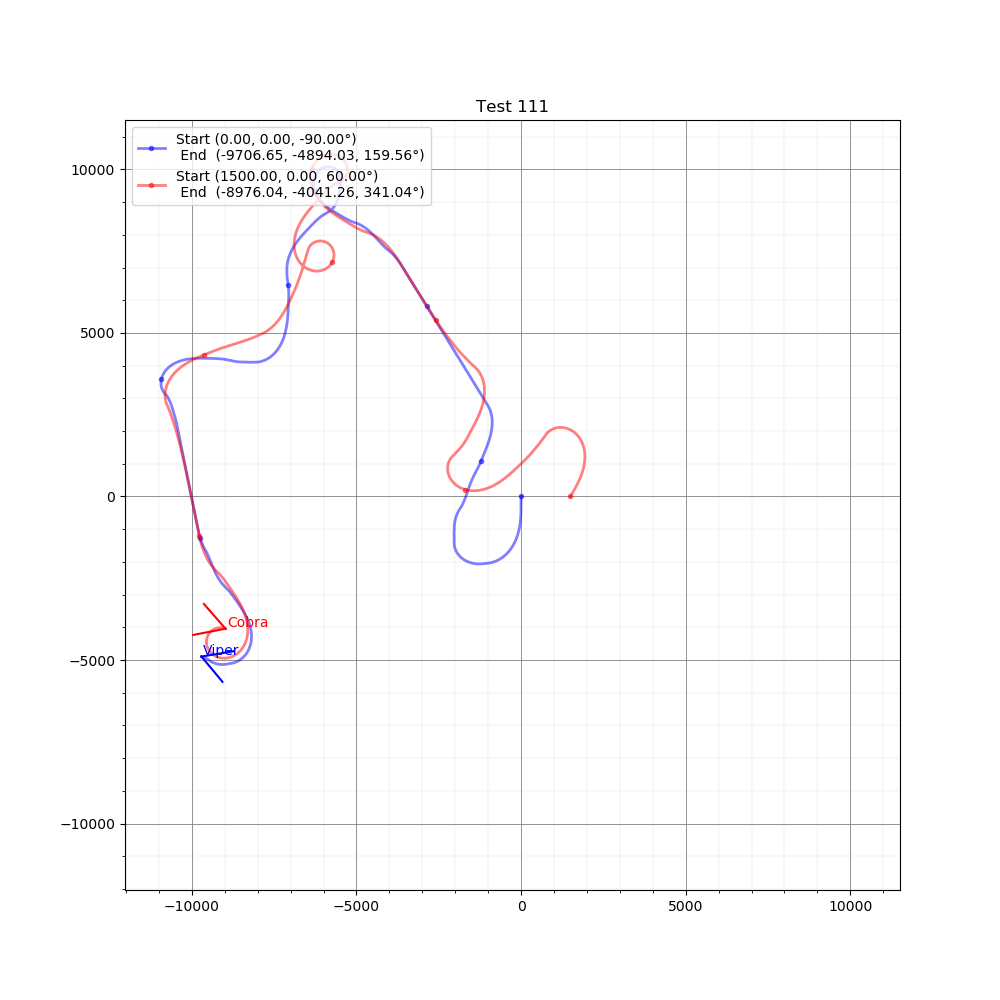 Test 111
Start (0.00, 0.00, -90.00°)
End (-9706.65, -4894.03, 159.56°)
Start (1500.00, 0.00, 60.00°)
End (-8976.04, -4041.26, 341.04°)
10000
5000
0
−5000
−10000
Cobra
Viper
−10000
−5000
0
5000
10000